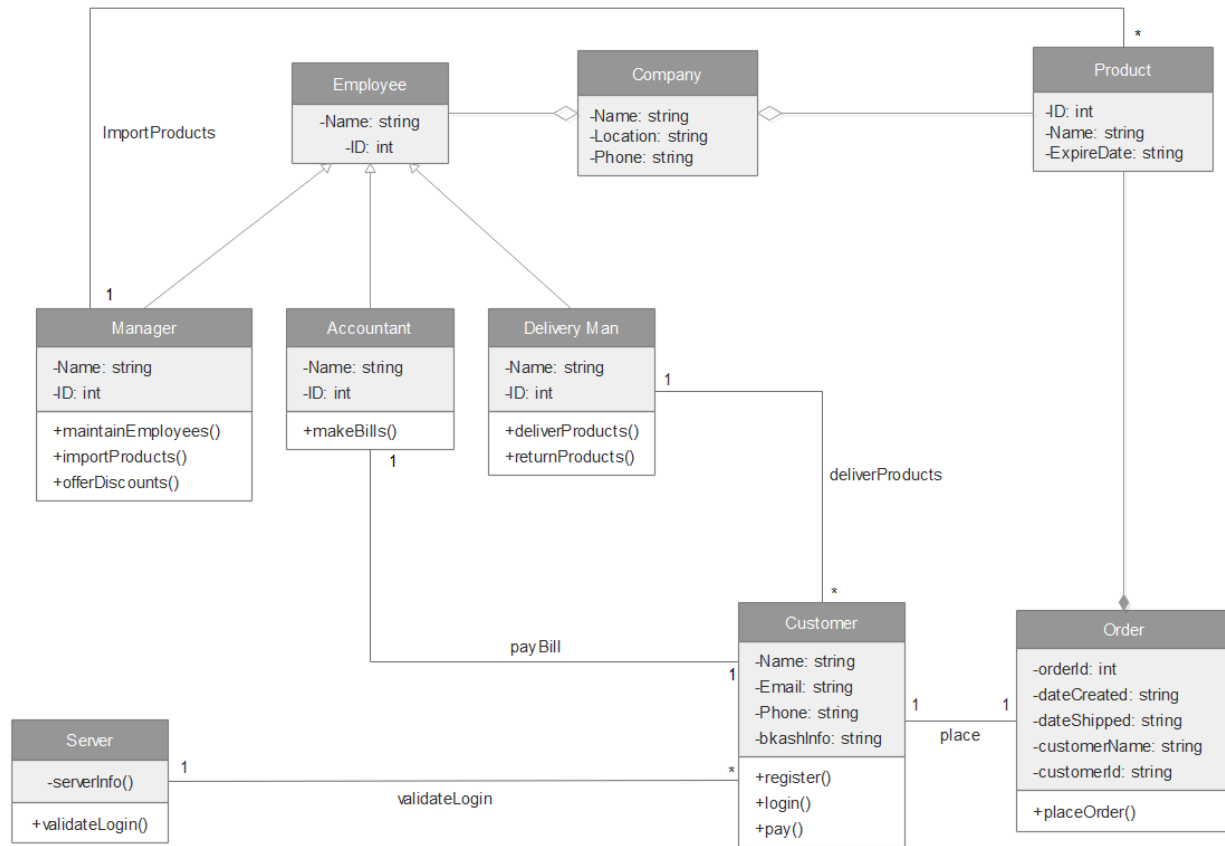 *
Employee
-Name: string
-ID: int
Company
-Name: string
-Location: string
-Phone: string
Product
-ID: int
-Name: string
-ExpireDate: string
ImportProducts
1
Manager
-Name: string
-ID: int
+maintainEmployees()
+importProducts()
+offerDiscounts()
Accountant
-Name: string
-ID: int
+makeBills()
1
Delivery Man
-Name: string
-ID: int
+deliverProducts()
+returnProducts()
1
deliverProducts
*
payBill
1
Customer
-Name: string
-Email: string
-Phone: string
-bkashInfo: string
+register()
+login()
+pay()
1
1
place
Order
-orderId: int
-dateCreated: string
-dateShipped: string
-customerName: string
-customerId: string
+placeOrder()
Server
-serverInfo()
+validateLogin()
1
*
validateLogin